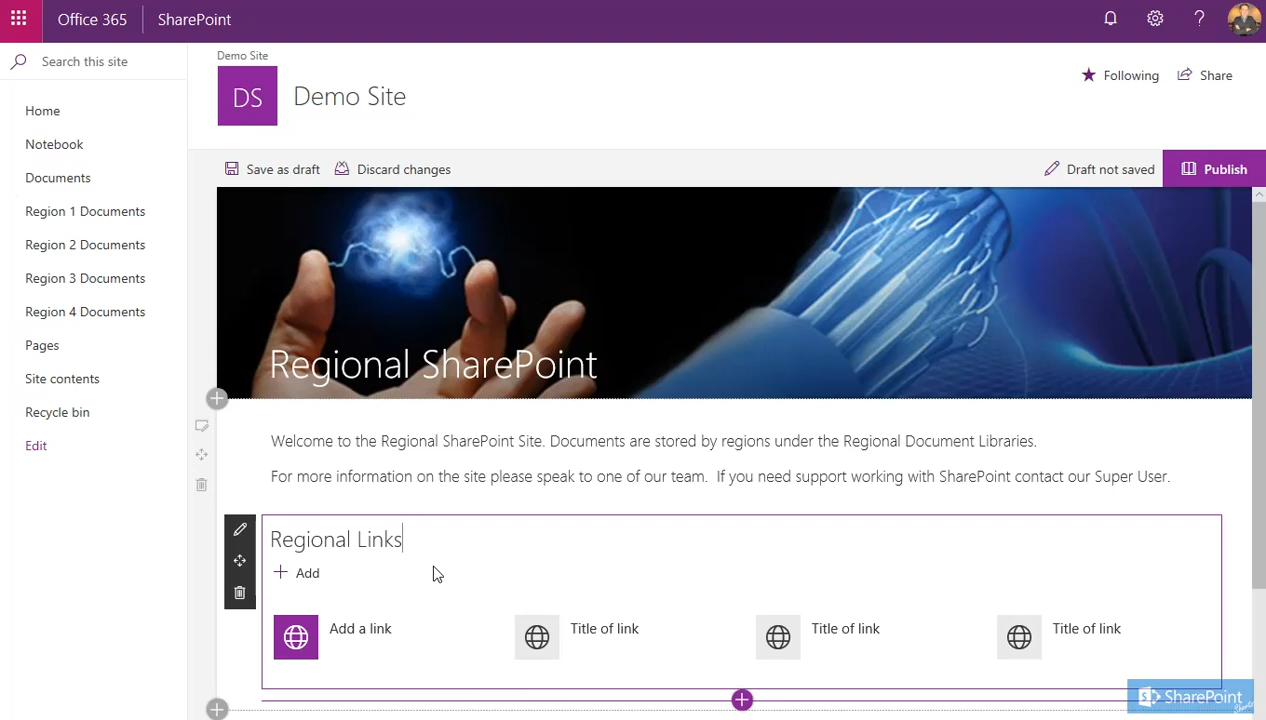 Office 365
SharePoint
Search this site
Home
Notebook
Documents
Region 1 Documents
Region 2 Documents
Region 3 Documents
Region 4 Documents
Pages
Site contents
Recycle bin
Edit
Demo Site
DS
Demo Site
Following
Share
Save as draft
Discard changes
Draft not saved
Publish
Regional SharePoint
Welcome to the Regional SharePoint Site. Documents are stored by regions under the Regional Document Libraries.
For more information on the site please speak to one of our team. If you need support working with SharePoint contact our Super User.
Regional Links
Add
Add a link
Title of link
Title of link
Title of link
SharePoint